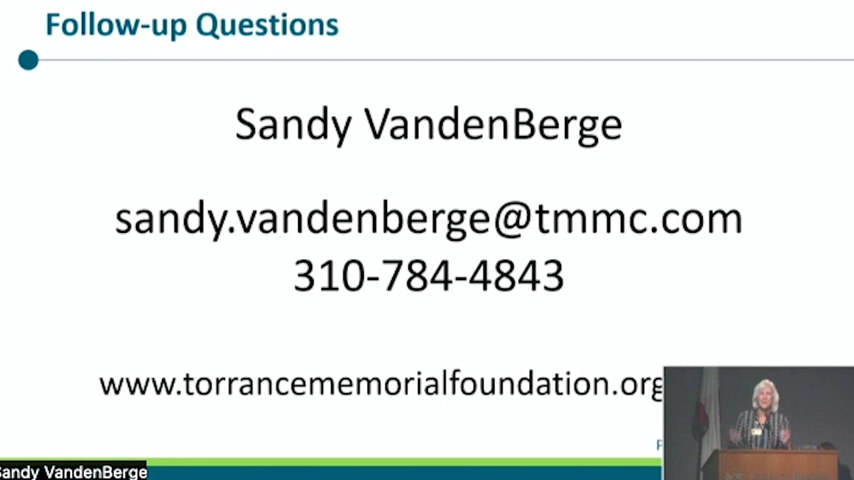 Follow-up Questions
Sandy VandenBerge
sandy.vandenberge@tmmc.com
310-784-4843
www.torrancememorialfoundation.org
Sandy VandenBerge